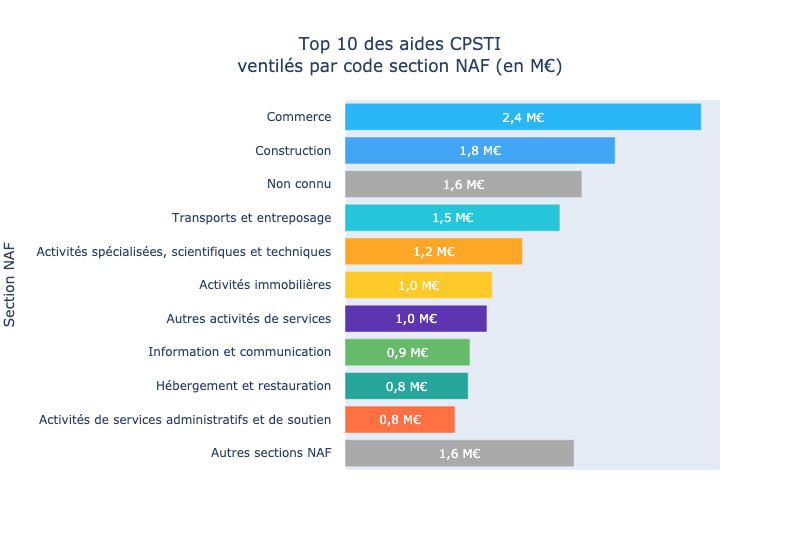 Top 10 des aides CPSTI
ventilés par code section NAF (en M€)
Section NAF
Commerce 2,4 M€
Construction 1,8 M€
Non connu 1,6 M€
Transports et entreposage 1,5 M€
Activités spécialisées, scientifiques et techniques 1,2 M€
Activités immobilières 1,0 M€
Autres activités de services 1,0 M€
Information et communication 0,9 M€
Hébergement et restauration 0,8 M€
Activités de services administratifs et de soutien 0,8 M€
Autres sections NAF 1,6 M€